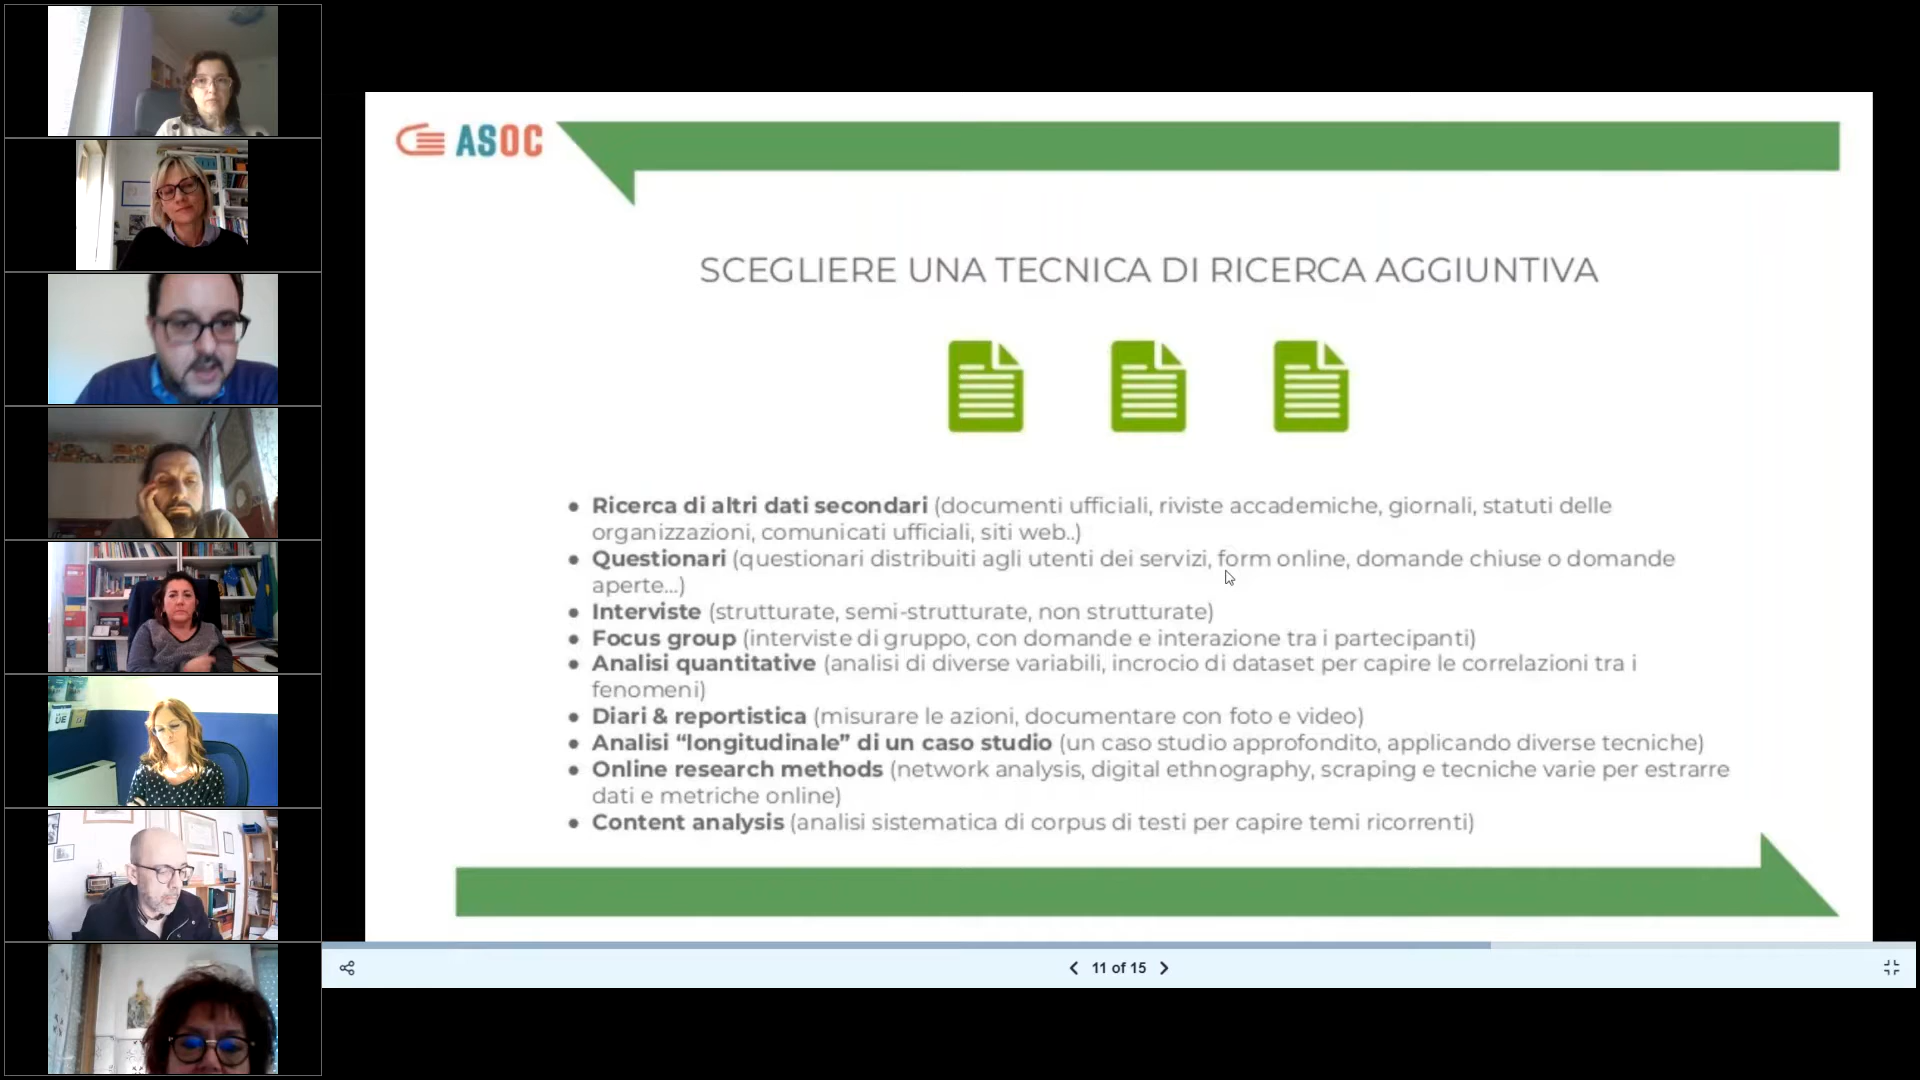 ASOC
SCEGLIERE UNA TECNICA DI RICERCA AGGIUNTIVA
● Ricerca di altri dati secondari (documenti ufficiali, riviste accademiche, giornali, statuti delle
organizzazioni, comunicati ufficiali, siti web..)
● Questionari (questionari distribuiti agli utenti dei servizi, form online, domande chiuse o domande
aperte...)
● Interviste (strutturate, semi-strutturate, non strutturate)
● Focus group (interviste di gruppo, con domande e interazione tra i partecipanti)
● Analisi quantitative (analisi di diverse variabili, incrocio di dataset per capire le correlazioni tra i
fenomeni)
● Diari & reportistica (misurare le azioni, documentare con foto e video)
● Analisi “longitudinale” di un caso studio (un caso studio approfondito, applicando diverse tecniche)
● Online research methods (network analysis, digital ethnography, scraping e tecniche varie per estrarre
dati e metriche online)
● Content analysis (analisi sistematica di corpus di testi per capire temi ricorrenti)
11 of 15
UE